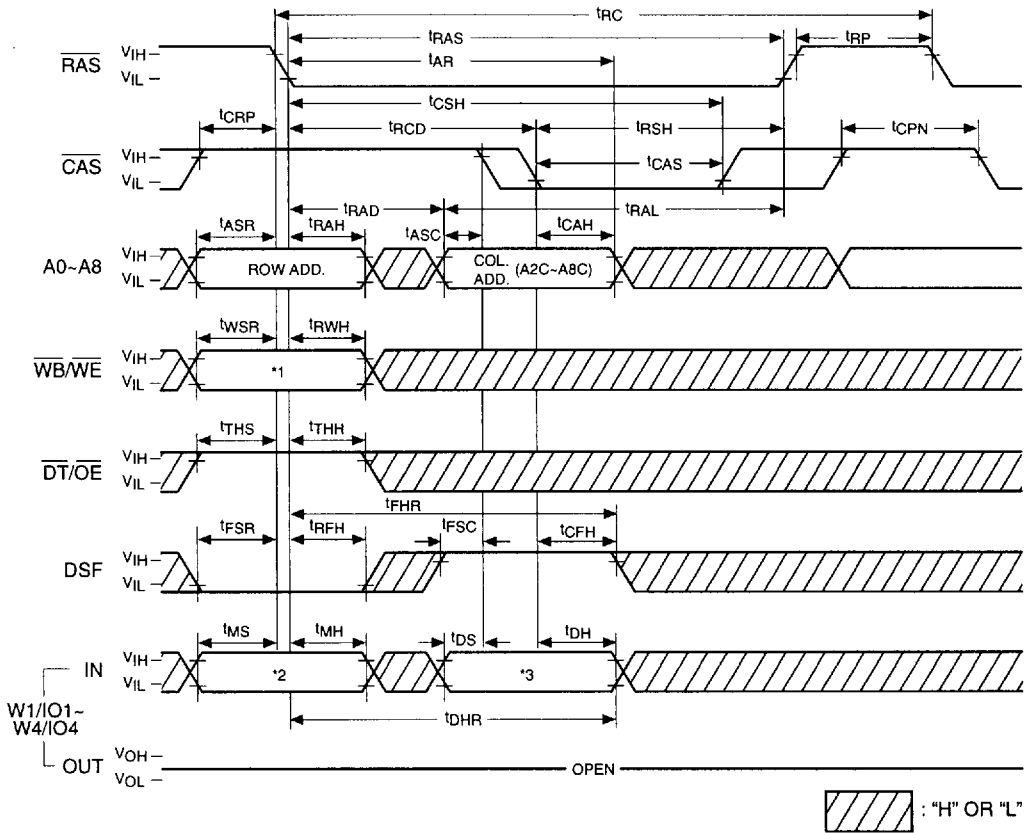 tRC
tRAS
tRP
RAS
VIH
VIL
tAR
tCSH
tCRP
tRCD
tRSH
tCPN
CAS
VIH
VIL
tCAS
tRAD
tRAL
tASR
tRAH
tASC
tCAH
A0~A8
VIH
VIL
ROW ADD.
COL. ADD. (A2C~A8C)
tWSR
tRWH
WB/WE
VIH
VIL
*1
tTHS
tTHH
DT/OE
VIH
VIL
tFHR
tFSR
tRFH
tFSC
tCFH
DSF
VIH
VIL
tMS
tMH
tDS
tDH
IN
VIH
VIL
*2
*3
W1/IO1~
W4/IO4
tDHR
OUT
VOH
VOL
OPEN
: "H" OR "L"